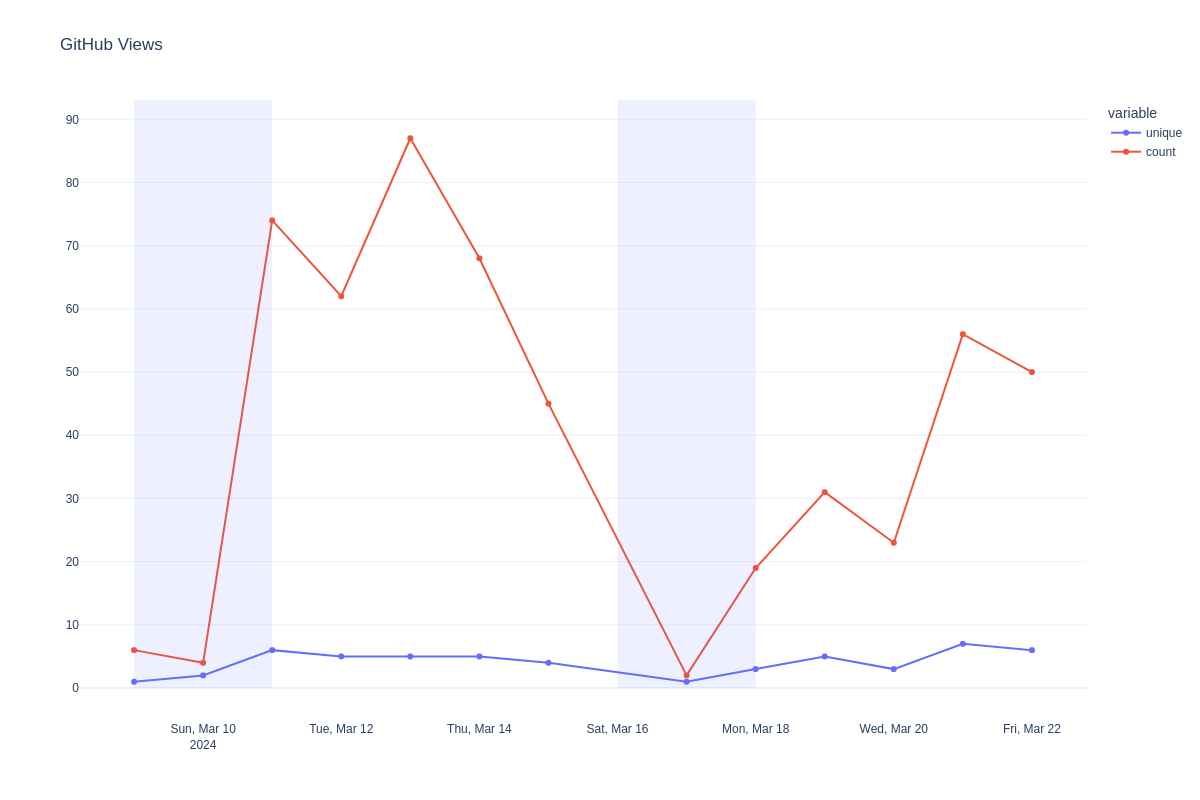 GitHub Views
variable
unique
count
90
80
70
60
50
40
30
20
10
0
Sun, Mar 10
2024
Tue, Mar 12
Thu, Mar 14
Sat, Mar 16
Mon, Mar 18
Wed, Mar 20
Fri, Mar 22